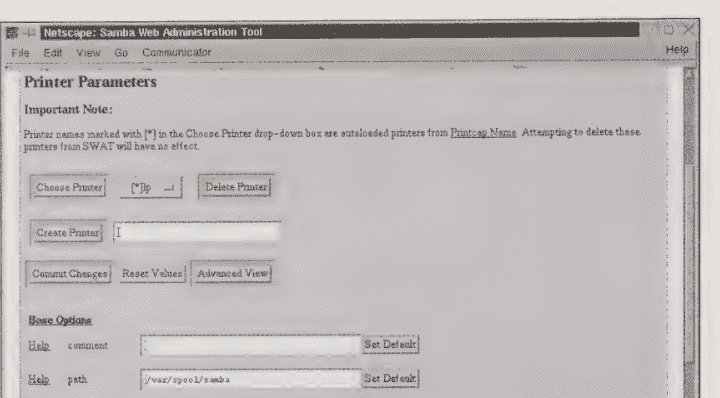 Netscape: Samba Web Administration Tool
File Edit View Go Communicator Help
Printer Parameters
Important Note:
Printer names marked with [*] in the Choose Printer drop-down box are autoloaded printers from Printcap Name. Attempting to delete these
printers from SWAT will have no effect.
Choose Printer [*]lp Delete Printer
Create Printer
Commit Changes Reset Values Advanced View
Base Options
Help comment Set Default
Help path /var/spool/samba Set Default